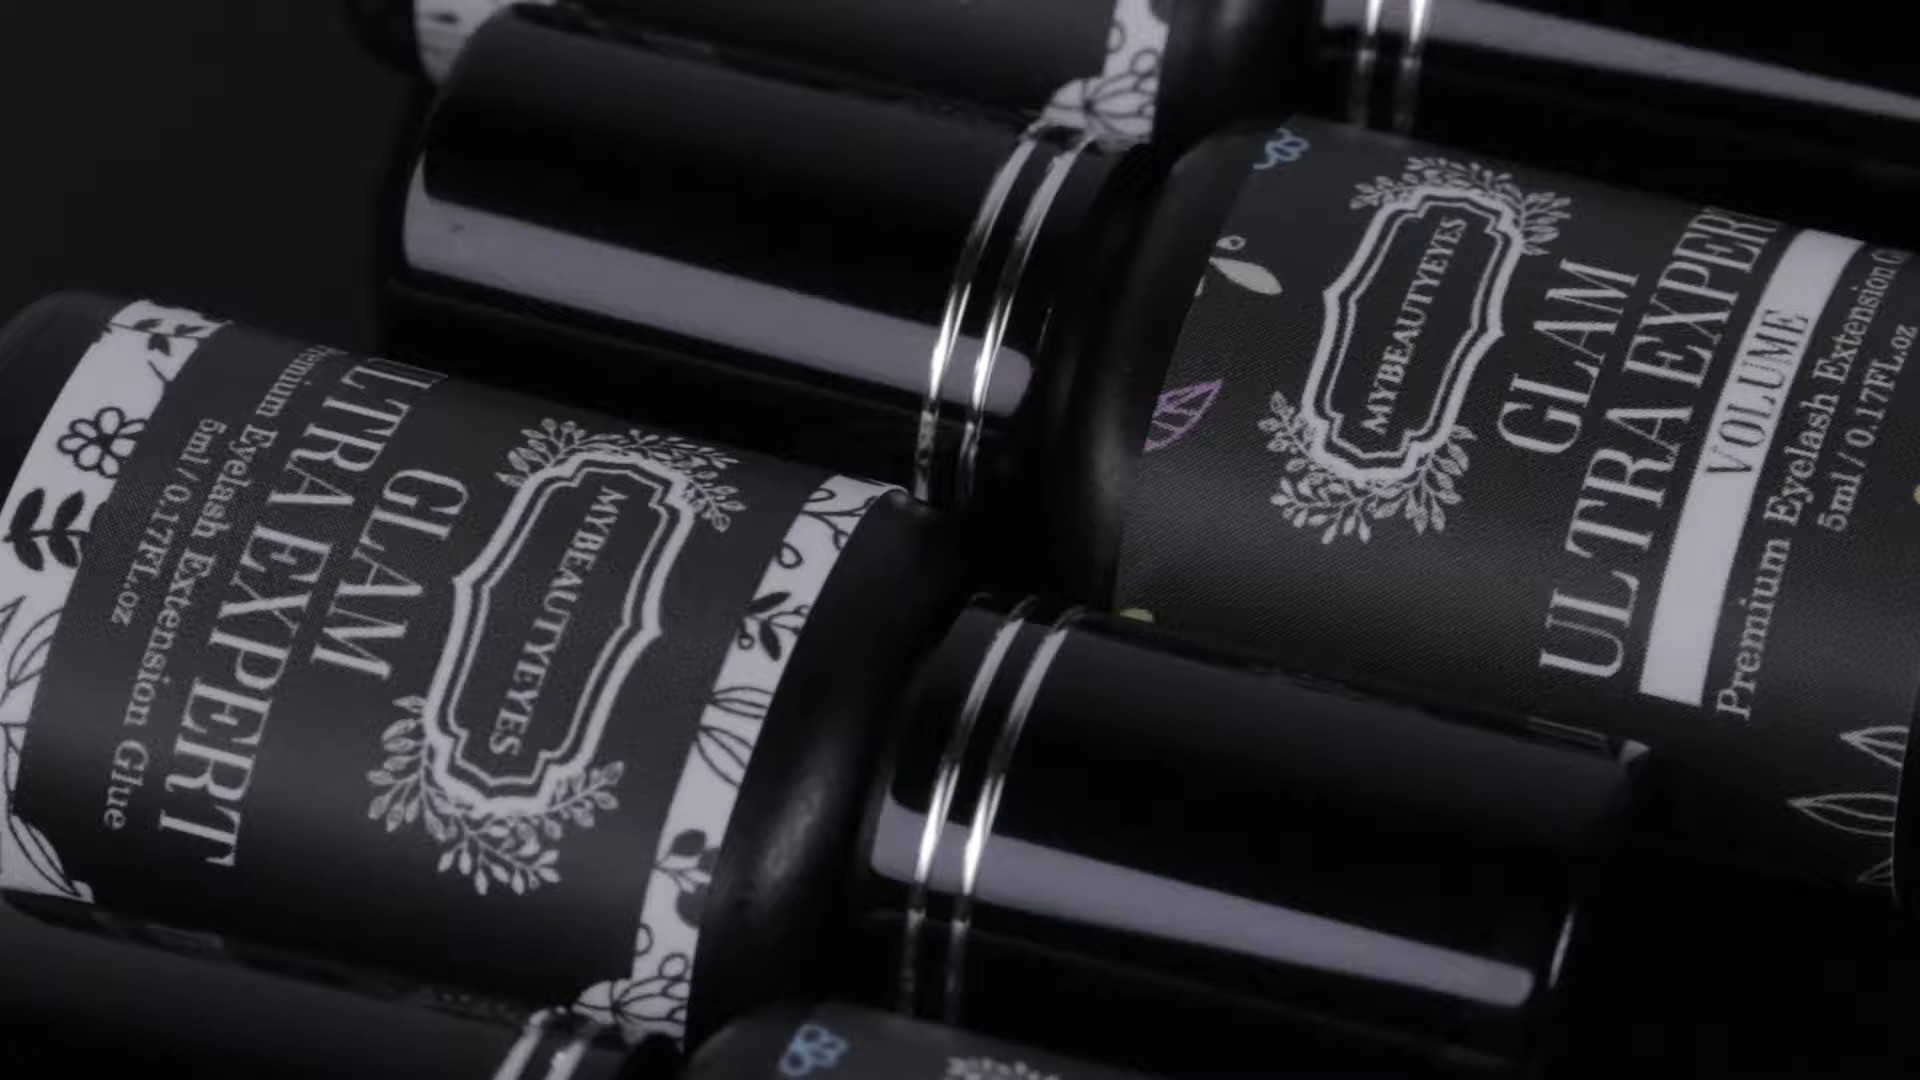 MYBEAUTYEYES
GLAM
ULTRA EXPERT
Premium Eyelash Extension Glue
5ml / 0.17FL.oz
MYBEAUTYEYES
GLAM
ULTRA EXPERT
VOLUME
Premium Eyelash Extension
5ml / 0.17FL.oz